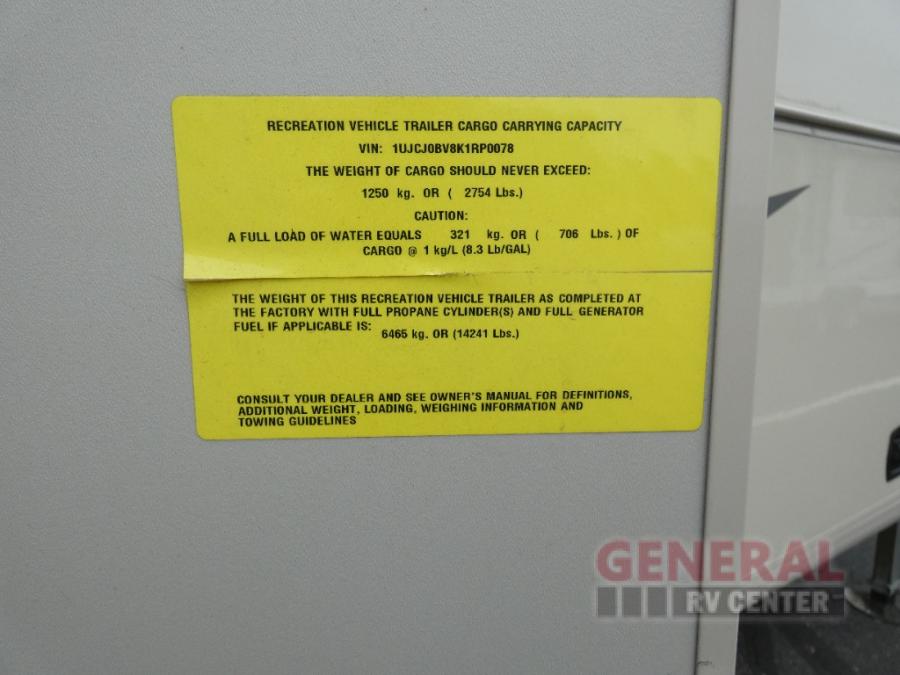 RECREATION VEHICLE TRAILER CARGO CARRYING CAPACITY
VIN: 1UJCJ0BV8K1RP0078
THE WEIGHT OF CARGO SHOULD NEVER EXCEED:
1250 kg. OR ( 2754 Lbs.)
CAUTION:
A FULL LOAD OF WATER EQUALS 321 kg. OR ( 706 Lbs. ) OF
CARGO @ 1 kg/L (8.3 Lb/GAL)
THE WEIGHT OF THIS RECREATION VEHICLE TRAILER AS COMPLETED AT
THE FACTORY WITH FULL PROPANE CYLINDER(S) AND FULL GENERATOR
FUEL IF APPLICABLE IS: 6465 kg. OR (14241 Lbs.)
CONSULT YOUR DEALER AND SEE OWNER'S MANUAL FOR DEFINITIONS,
ADDITIONAL WEIGHT, LOADING, WEIGHING INFORMATION AND
TOWING GUIDELINES
GENERAL
RV CENTER